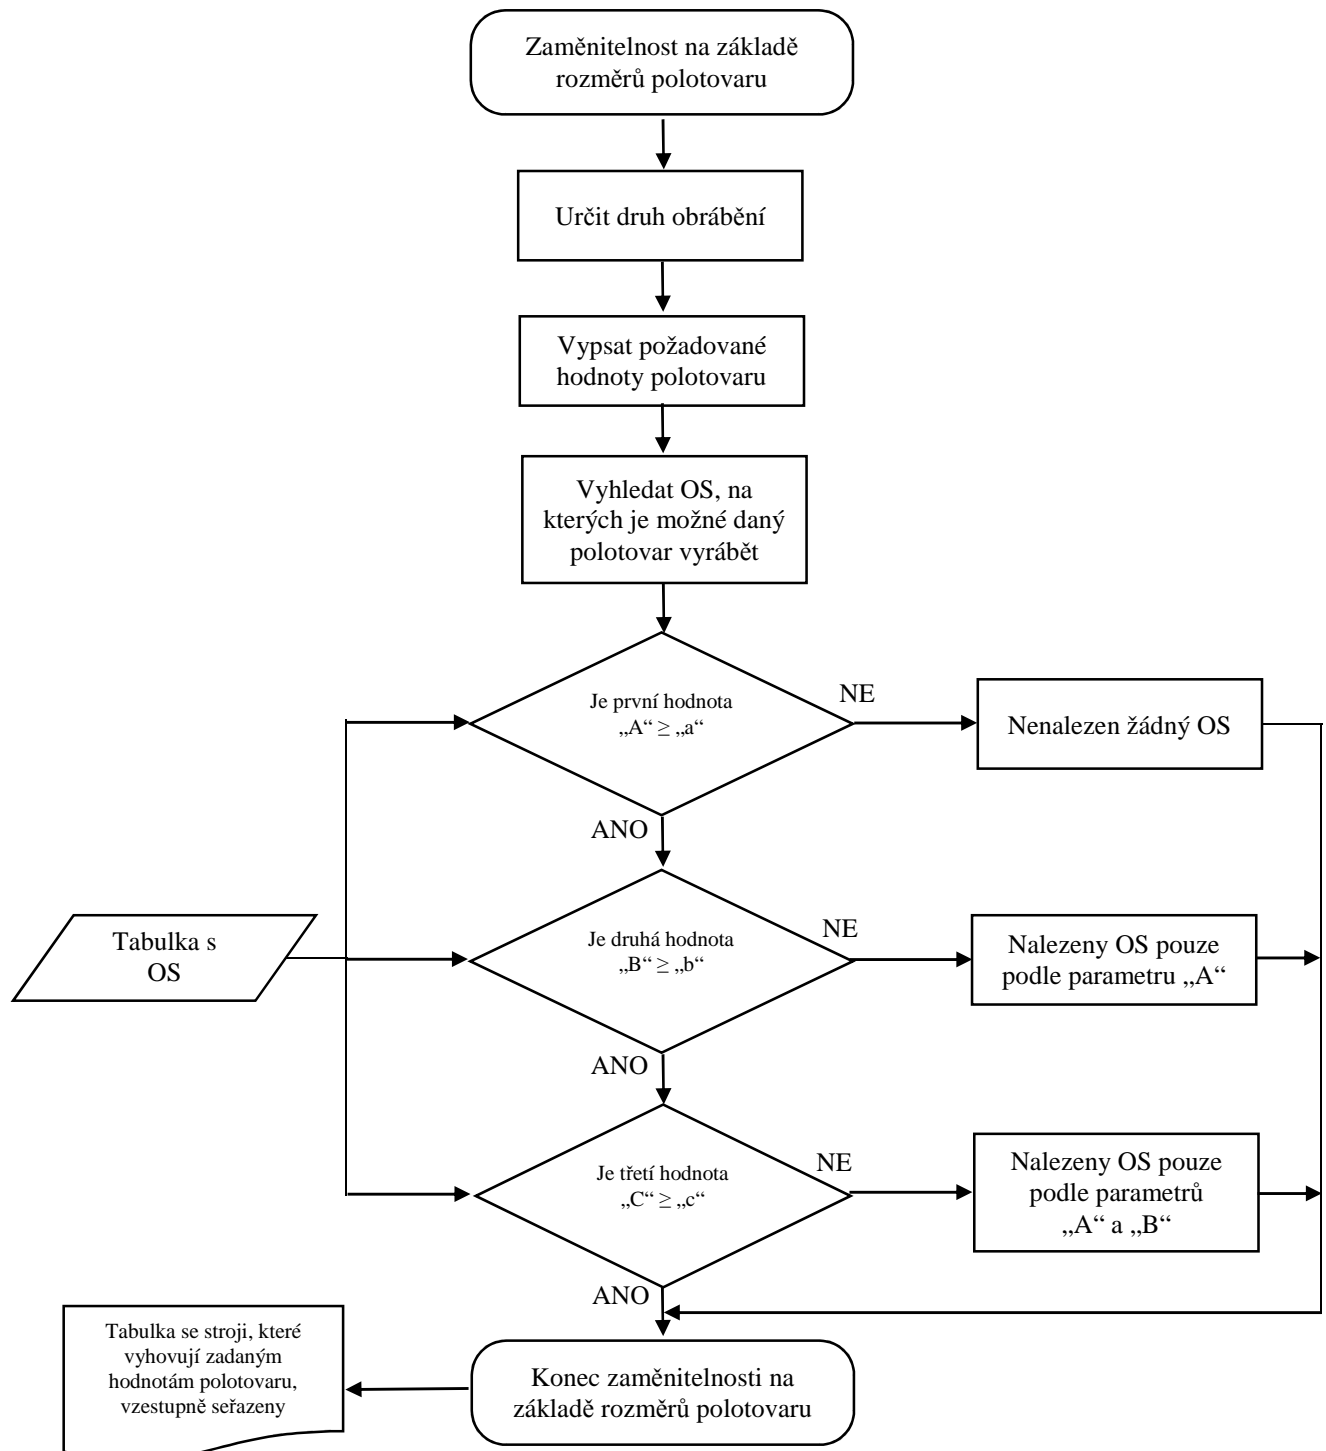 Zaměnitelnost na základě
rozměrů polotovaru
Určit druh obrábění
Vypsat požadované
hodnoty polotovaru
Vyhledat OS, na
kterých je možné daný
polotovar vyrábět
Je první hodnota
„A“ ≥ „a“
NE
Nenalezen žádný OS
ANO
Tabulka s
OS
Je druhá hodnota
„B“ ≥ „b“
NE
Nalezeny OS pouze
podle parametru „A“
ANO
Je třetí hodnota
„C“ ≥ „c“
NE
Nalezeny OS pouze
podle parametrů
„A“ a „B“
ANO
Tabulka se stroji, které
vyhovují zadaným
hodnotám polotovaru,
vzestupně seřazeny
Konec zaměnitelnosti na
základě rozměrů polotovaru